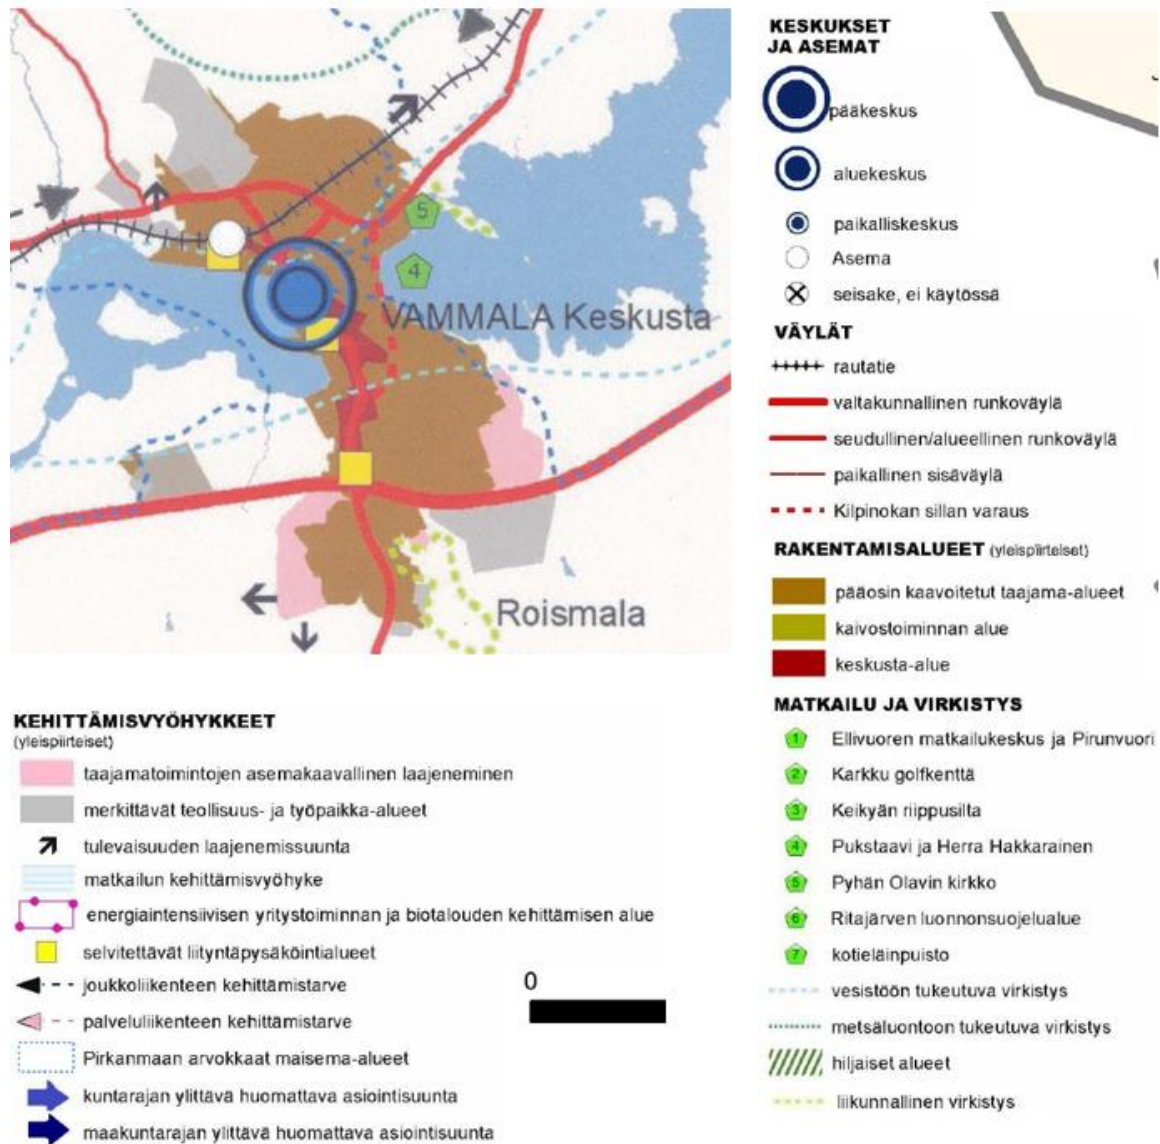 5
4
VAMMALA Keskusta
Roismala
KESKUKSET
JA ASEMAT
pääkeskus
aluekeskus
paikalliskeskus
Asema
seisake, ei käytössä
VÄYLÄT
rautatie
valtakunnallinen runkoväylä
seudullinen/alueellinen runkoväylä
paikallinen sisäväylä
Kilpinokan sillan varaus
RAKENTAMISALUEET (yleispiirteiset)
pääosin kaavoitetut taajama-alueet
kaivostoiminnan alue
keskusta-alue
MATKAILU JA VIRKISTYS
1 Ellivuoren matkailukeskus ja Pirunvuori
2 Karkku golfkenttä
3 Keikyän riippusilta
4 Pukstaavi ja Herra Hakkarainen
5 Pyhän Olavin kirkko
6 Ritajärven luonnonsuojelualue
7 kotieläinpuisto
vesistöön tukeutuva virkistys
metsäluontoon tukeutuva virkistys
hiljaiset alueet
liikunnallinen virkistys
KEHITTÄMISVYÖHYKKEET
(yleispiirteiset)
taajamatoimintojen asemakaavallinen laajeneminen
merkittävät teollisuus- ja työpaikka-alueet
tulevaisuuden laajenemissuunta
matkailun kehittämisvyöhyke
energiaintensiivisen yritystoiminnan ja biotalouden kehittämisen alue
selvitettävät liityntäpysäköintialueet
joukkoliikenteen kehittämistarve
palveluliikenteen kehittämistarve
Pirkanmaan arvokkaat maisema-alueet
kuntarajan ylittävä huomattava asiointisuunta
maakuntarajan ylittävä huomattava asiointisuunta
0